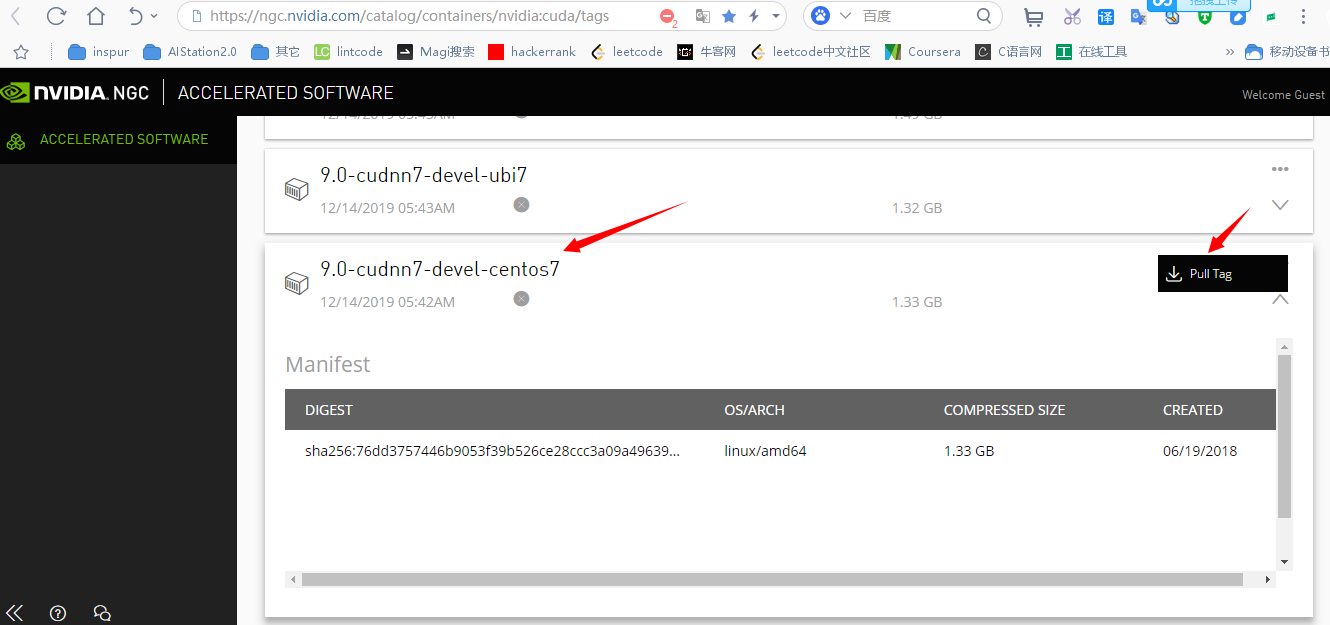 拖拽上传
https://ngc.nvidia.com/catalog/containers/nvidia:cuda/tags
2
百度
译
inspur
AIStation2.0
其它
LC lintcode
Magi搜索
hackerrank
leetcode
牛客网
leetcode中文社区
Coursera
C C语言网
在线工具
»
移动设备书
NVIDIA. NGC
ACCELERATED SOFTWARE
Welcome Guest
ACCELERATED SOFTWARE
12/14/2019 05:43AM
1.49 GB
9.0-cudnn7-devel-ubi7
12/14/2019 05:43AM
1.32 GB
9.0-cudnn7-devel-centos7
Pull Tag
12/14/2019 05:42AM
1.33 GB
Manifest
DIGEST OS/ARCH COMPRESSED SIZE CREATED
sha256:76dd3757446b9053f39b526ce28ccc3a09a49639... linux/amd64 1.33 GB 06/19/2018